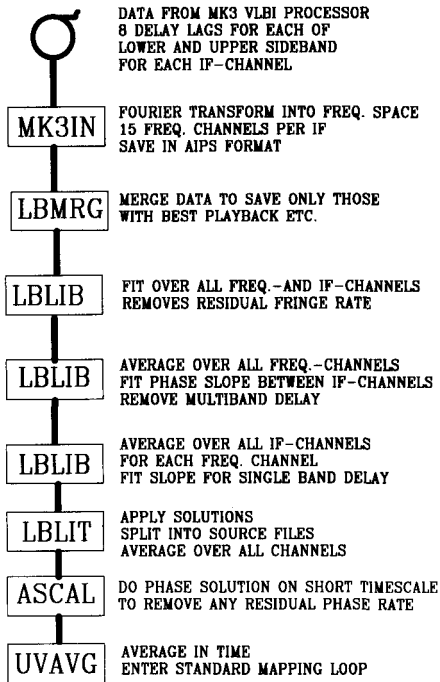 DATA FROM MK3 VLBI PROCESSOR
8 DELAY LAGS FOR EACH OF
LOWER AND UPPER SIDEBAND
FOR EACH IF-CHANNEL
MK3IN
FOURIER TRANSFORM INTO FREQ. SPACE
15 FREQ. CHANNELS PER IF
SAVE IN AIPS FORMAT
LBMRG
MERGE DATA TO SAVE ONLY THOSE
WITH BEST PLAYBACK ETC.
LBLIB
FIT OVER ALL FREQ.-AND IF-CHANNELS
REMOVES RESIDUAL FRINGE RATE
LBLIB
AVERAGE OVER ALL FREQ.-CHANNELS
FIT PHASE SLOPE BETWEEN IF-CHANNELS
REMOVE MULTIBAND DELAY
LBLIB
AVERAGE OVER ALL IF-CHANNELS
FOR EACH FREQ. CHANNEL
FIT SLOPE FOR SINGLE BAND DELAY
LBLIT
APPLY SOLUTIONS
SPLIT INTO SOURCE FILES
AVERAGE OVER ALL CHANNELS
ASCAL
DO PHASE SOLUTION ON SHORT TIMESCALE
TO REMOVE ANY RESIDUAL PHASE RATE
UVAVG
AVERAGE IN TIME
ENTER STANDARD MAPPING LOOP